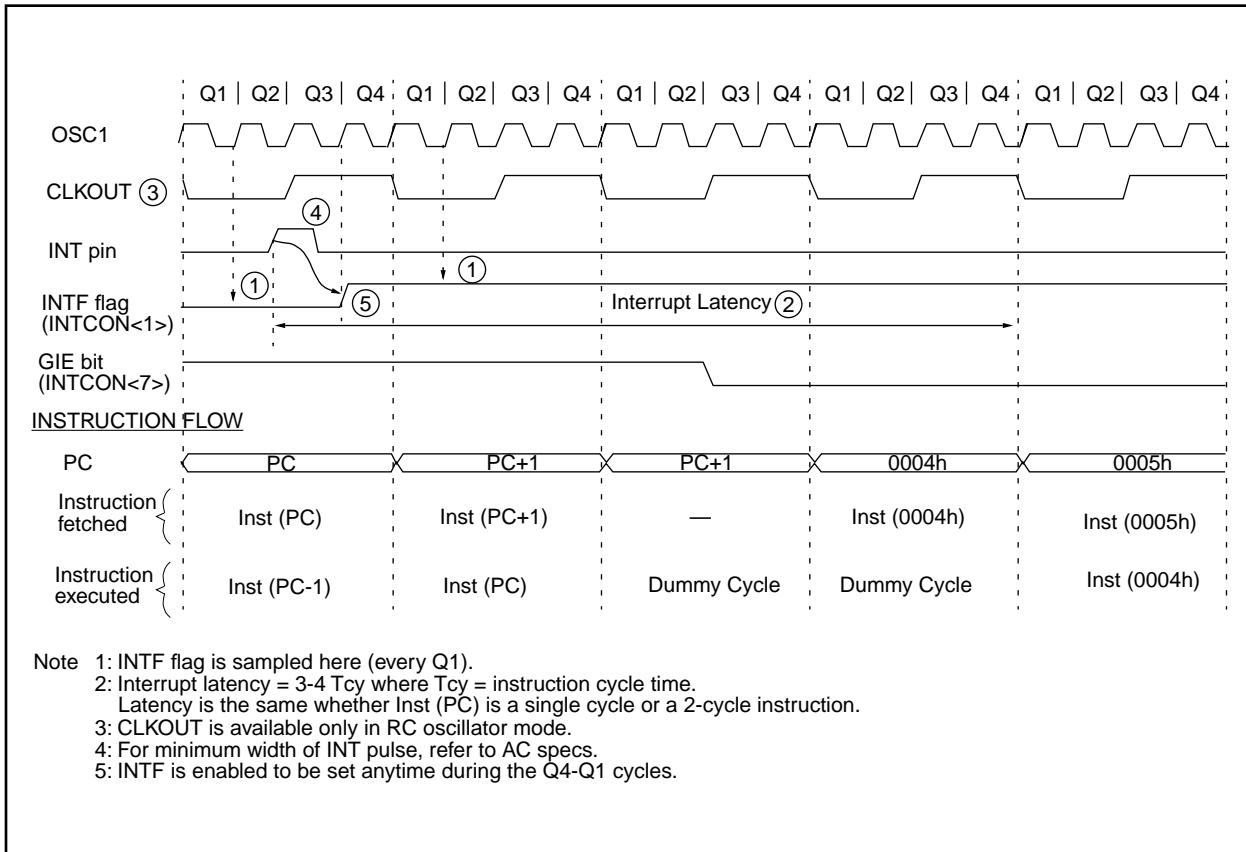 Q1 | Q2 | Q3 | Q4 Q1 | Q2 | Q3 | Q4 Q1 | Q2 | Q3 | Q4 Q1 | Q2 | Q3 | Q4 Q1 | Q2 | Q3 | Q4
OSC1
CLKOUT ③
④
INT pin
① ①
INTF flag
(INTCON<1>)
⑤ Interrupt Latency ②
GIE bit
(INTCON<7>)
INSTRUCTION FLOW
PC PC PC+1 PC+1 0004h 0005h
Instruction
fetched
Inst (PC) Inst (PC+1) — Inst (0004h) Inst (0005h)
Instruction
executed
Inst (PC-1) Inst (PC) Dummy Cycle Dummy Cycle Inst (0004h)
Note 1: INTF flag is sampled here (every Q1).
2: Interrupt latency = 3-4 Tcy where Tcy = instruction cycle time.
Latency is the same whether Inst (PC) is a single cycle or a 2-cycle instruction.
3: CLKOUT is available only in RC oscillator mode.
4: For minimum width of INT pulse, refer to AC specs.
5: INTF is enabled to be set anytime during the Q4-Q1 cycles.